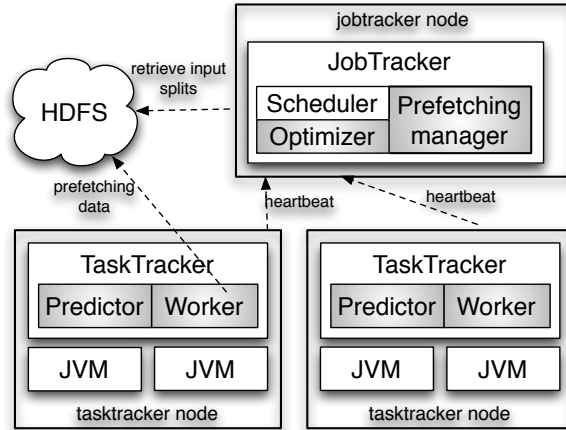 jobtracker node
JobTracker
retrieve input
splits
HDFS
Scheduler
Optimizer
Prefetching
manager
prefetching
data
heartbeat
heartbeat
TaskTracker
Predictor
Worker
JVM
JVM
tasktracker node
TaskTracker
Predictor
Worker
JVM
JVM
tasktracker node